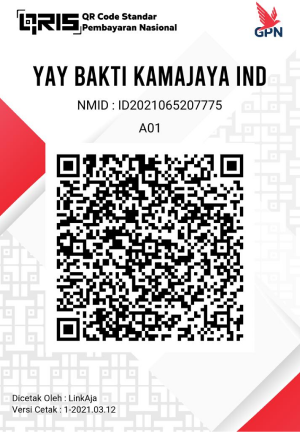 QRIS QR Code Standar
Pembayaran Nasional
GPN
YAY BAKTI KAMAJAYA IND
NMID : ID2021065207775
A01
Dicetak Oleh : LinkAja
Versi Cetak : 1-2021.03.12